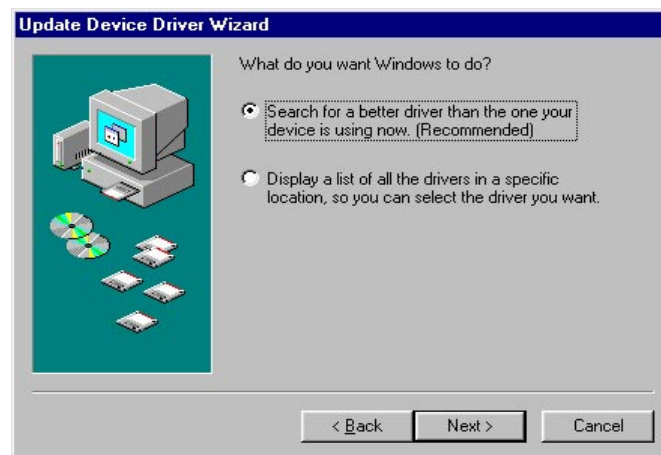 Update Device Driver Wizard
What do you want Windows to do?
Search for a better driver than the one your
device is using now. (Recommended)
Display a list of all the drivers in a specific
location, so you can select the driver you want.
< Back
Next >
Cancel